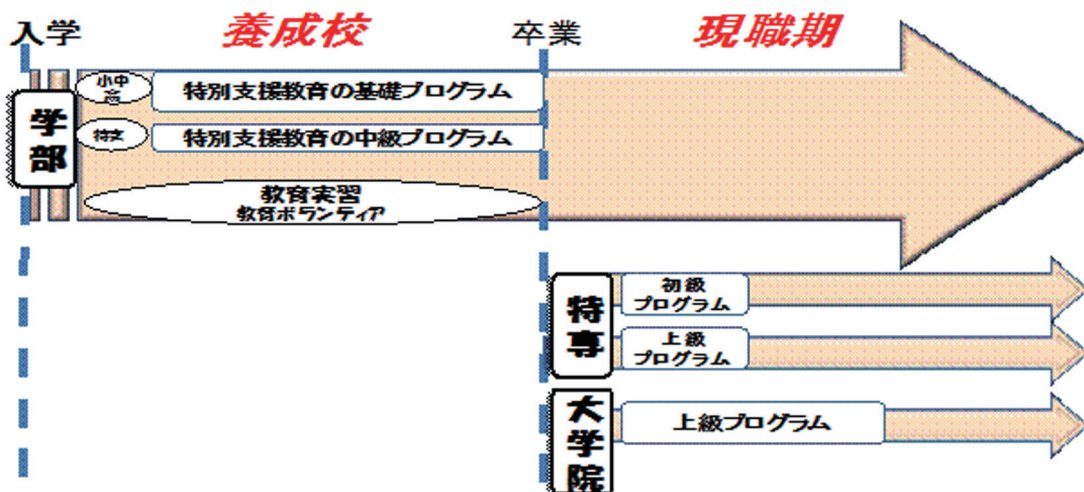 入学
養成校
卒業
現職期
学部
小中
高
特別支援教育の基礎プログラム
特支
特別支援教育の中級プログラム
教育実習
教育ボランティア
特専
初級
プログラム
上級
プログラム
大学院
上級プログラム